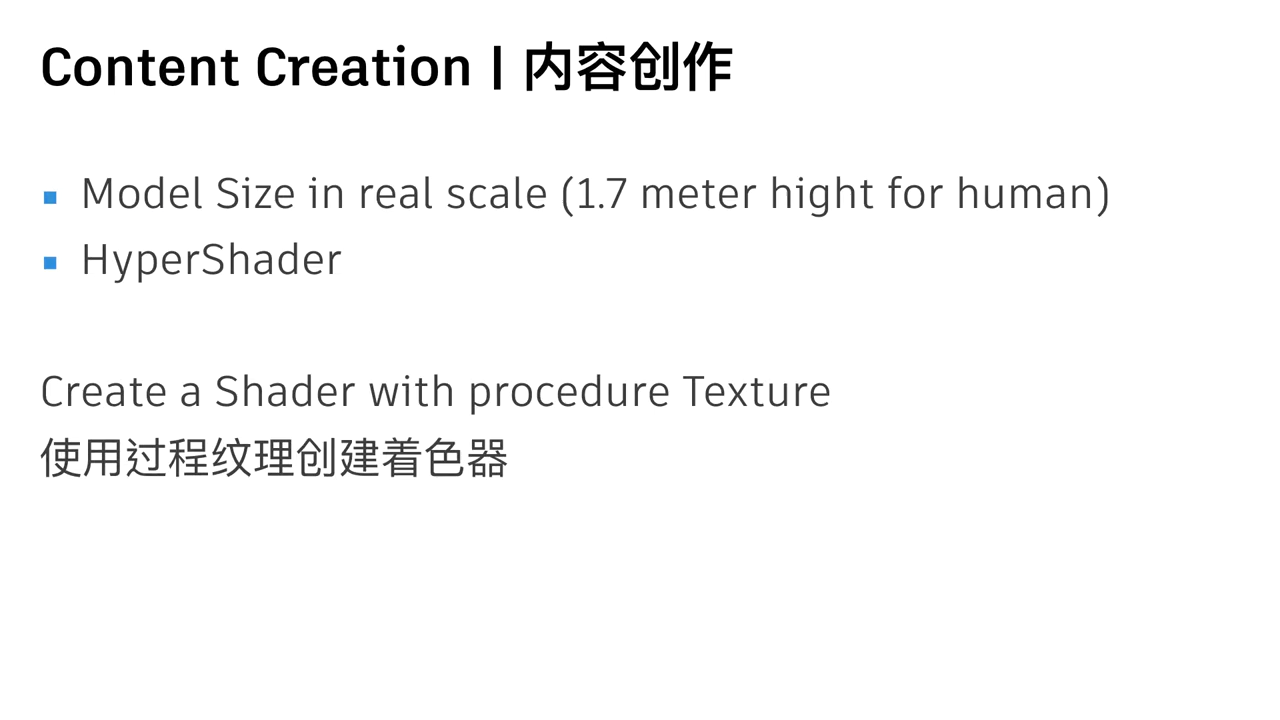 Content Creation | 内容创作
Model Size in real scale (1.7 meter hight for human)
HyperShader
Create a Shader with procedure Texture
使用过程纹理创建着色器